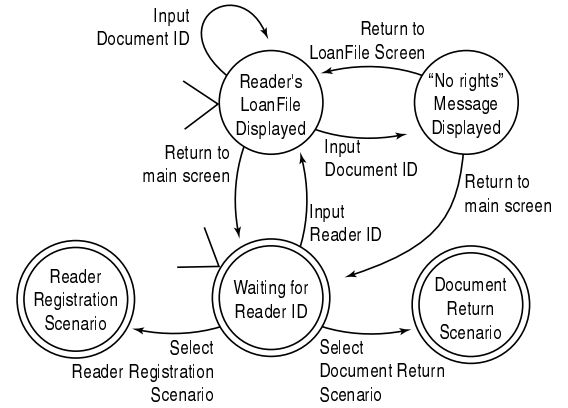 Input
Document ID
Return to
LoanFile Screen
Reader's
LoanFile
Displayed
“No rights”
Message
Displayed
Return to
main screen
Input
Document ID
Return to
main screen
Input
Reader ID
Reader
Registration
Scenario
Waiting for
Reader ID
Document
Return
Scenario
Select
Reader Registration
Scenario
Select
Document Return
Scenario